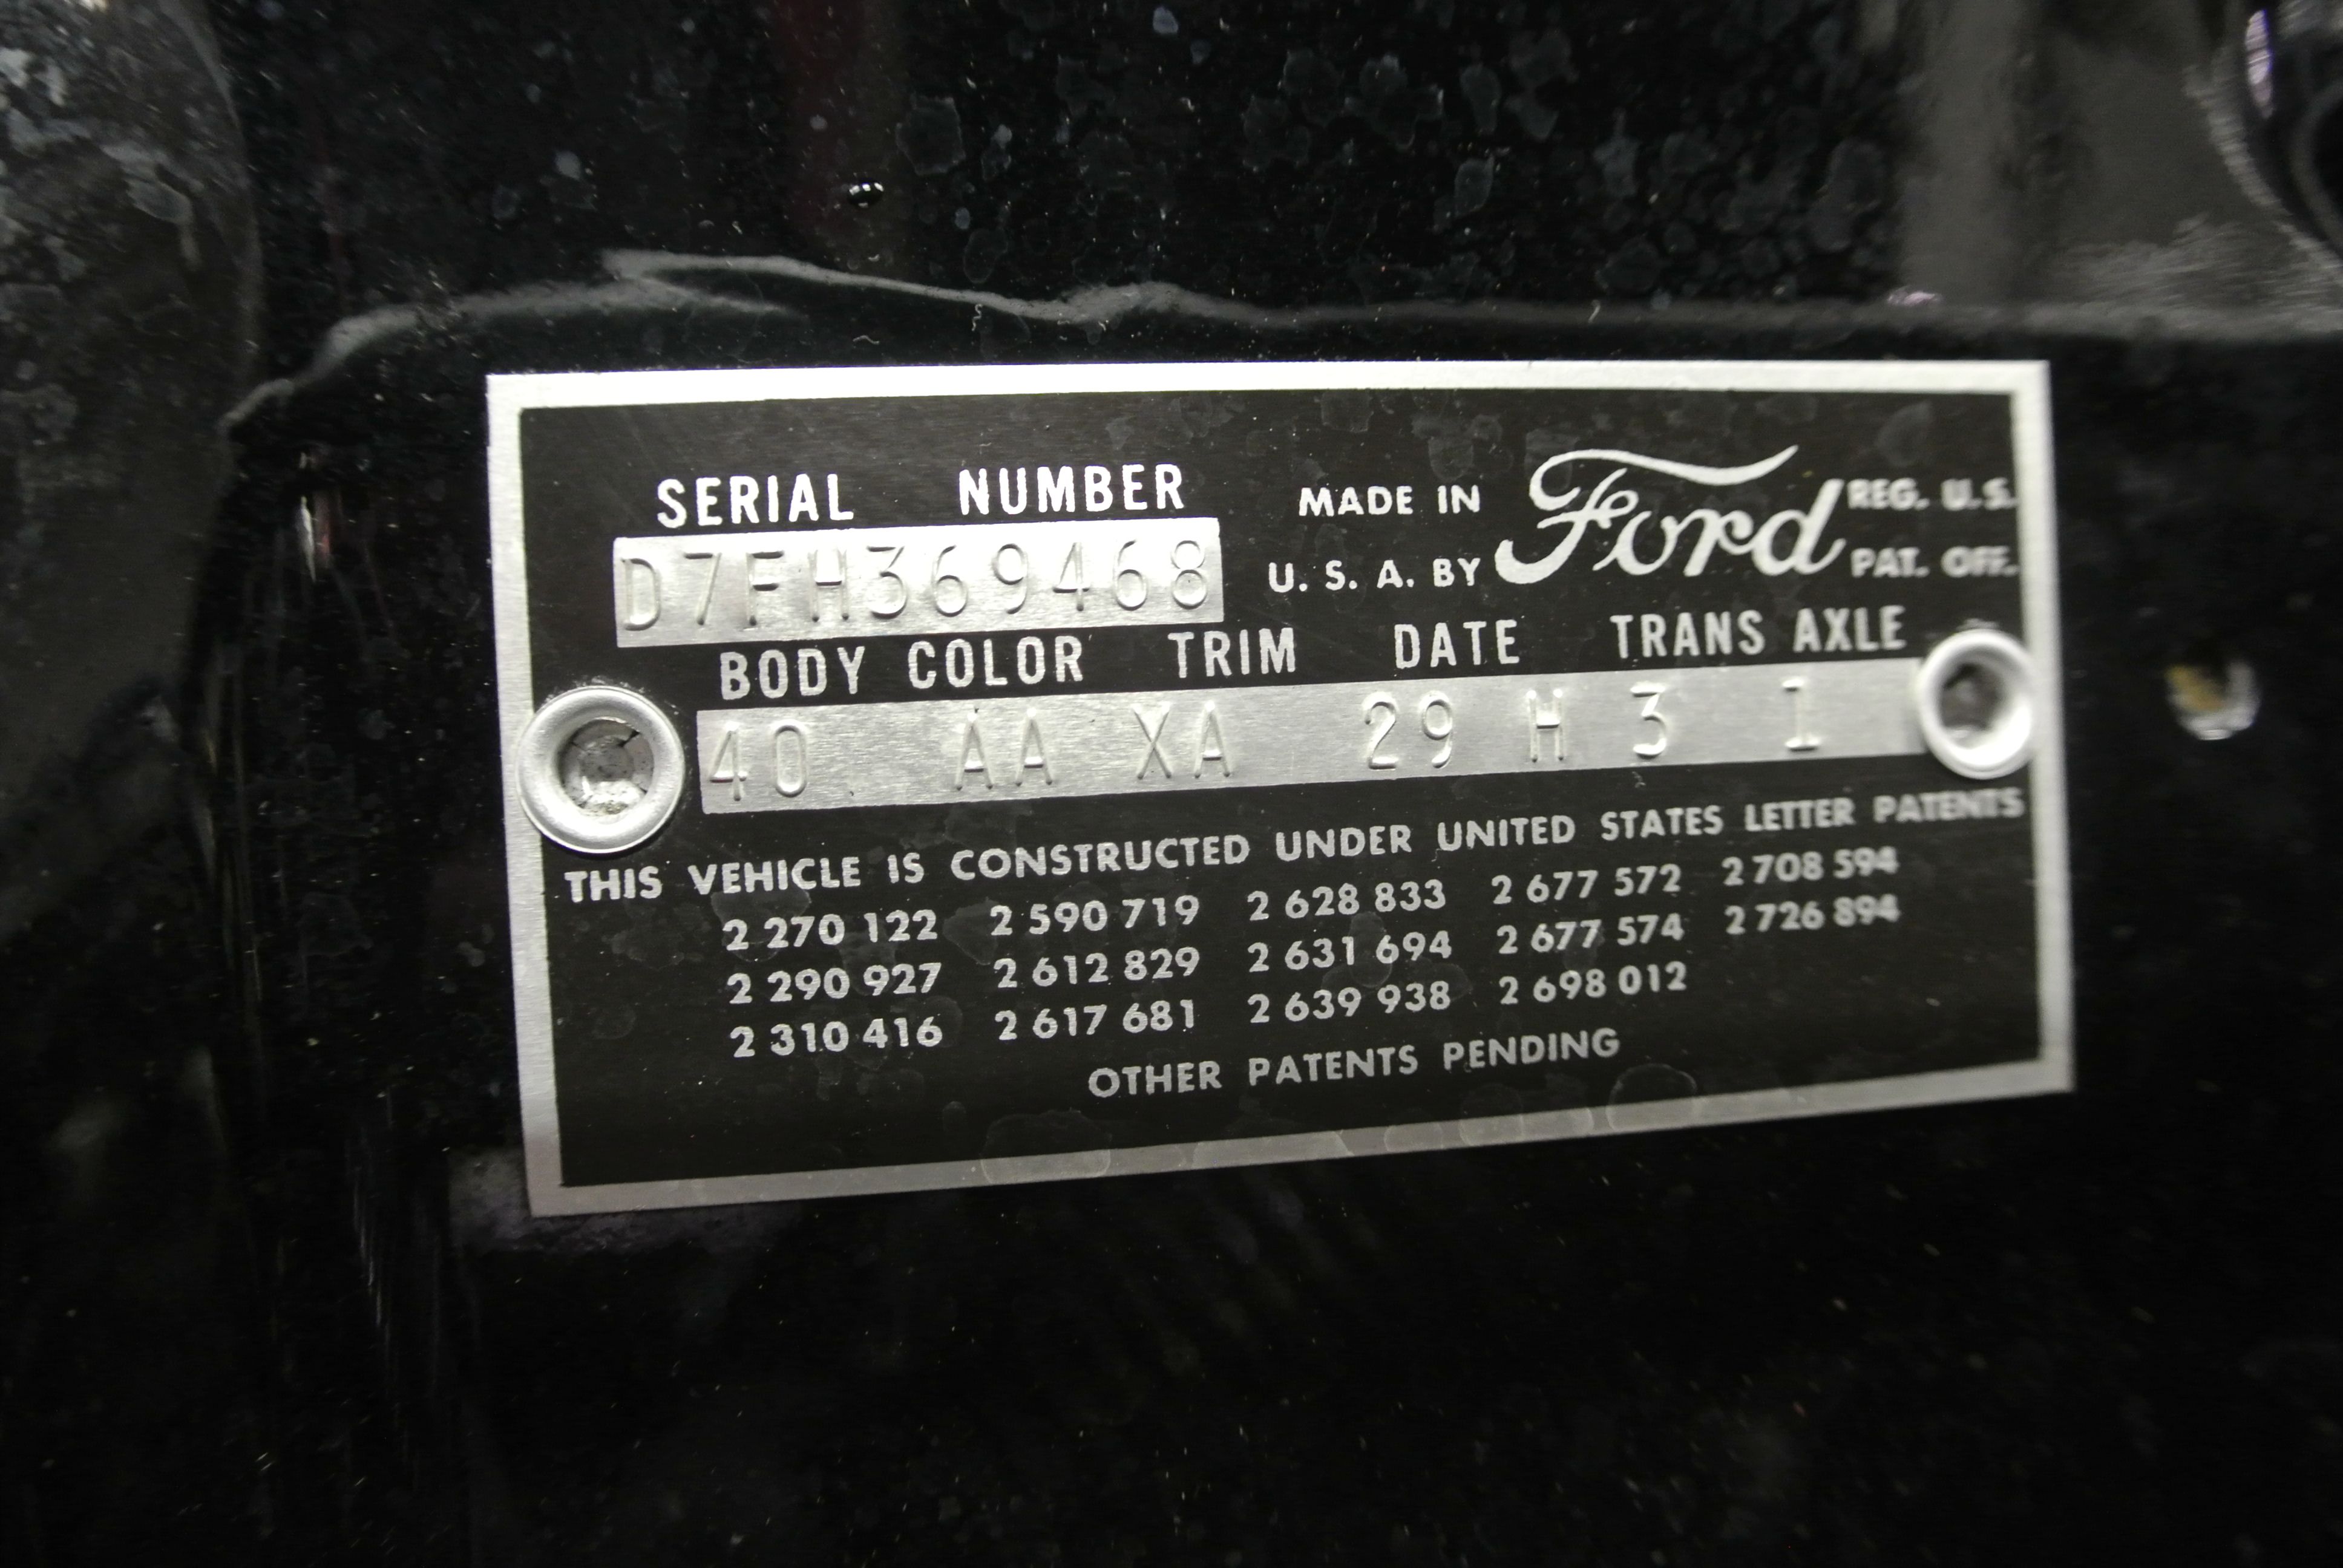 SERIAL NUMBER
D7FH369468
MADE IN
U. S. A. BY
Ford
REG. U.S.
PAT. OFF.
BODY COLOR TRIM DATE TRANS AXLE
40 AA XA 29 H 3 1
THIS VEHICLE IS CONSTRUCTED UNDER UNITED STATES LETTER PATENTS
2 270 122 2 590 719 2 628 833 2 677 572 2 708 594
2 290 927 2 612 829 2 631 694 2 677 574 2 726 894
2 310 416 2 617 681 2 639 938 2 698 012
OTHER PATENTS PENDING